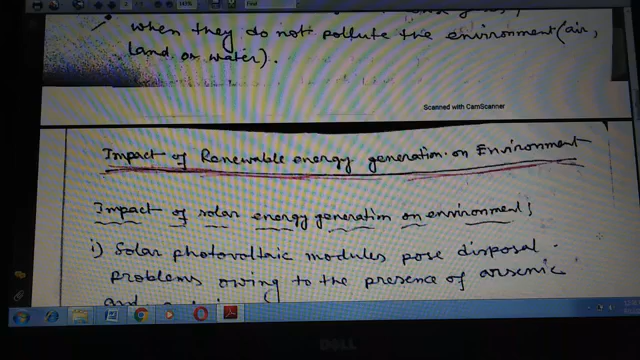 when they do not pollute the environment (air,
land or water).
Scanned with CamScanner
Impact of Renewable energy generation on Environment
Impact of solar energy generation on environment:
i) Solar photovoltaic modules pose disposal
problems owing to the presence of arsenic
and
DELL